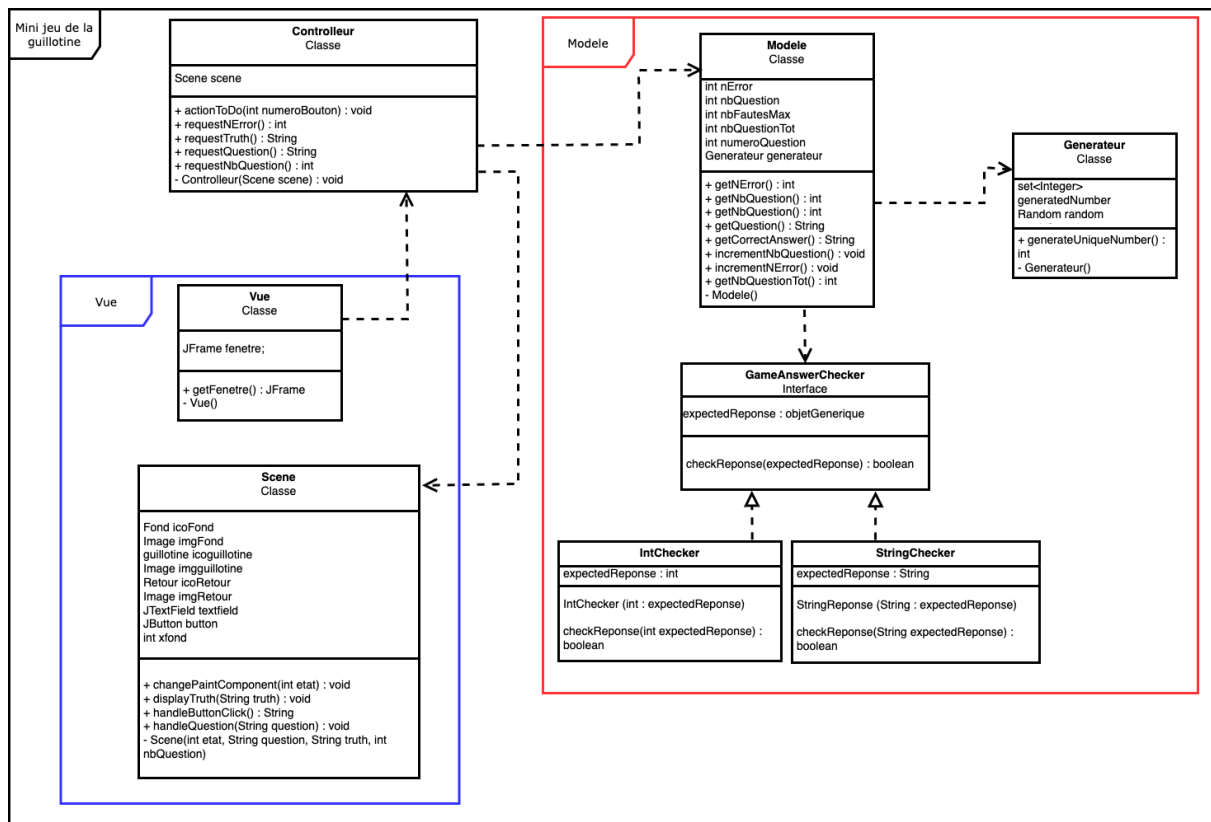 Mini jeu de la
guillotine
Controlleur
Classe
Scene scene
+ actionToDo(int numeroBouton) : void
+ requestNError() : int
+ requestTruth() : String
+ requestQuestion() : String
+ requestNbQuestion() : int
- Controlleur(Scene scene) : void
Vue
Vue
Classe
JFrame fenetre;
+ getFenetre() : JFrame
- Vue()
Scene
Classe
Fond icoFond
Image imgFond
guillotine icoguillotine
Image imgguillotine
Retour icoRetour
Image imgRetour
JTextField textfield
JButton button
int xfond
+ changePaintComponent(int etat) : void
+ displayTruth(String truth) : void
+ handleButtonClick() : String
+ handleQuestion(String question) : void
- Scene(int etat, String question, String truth, int
nbQuestion)
Modele
Modele
Classe
int nError
int nbQuestion
int nbFautesMax
int nbQuestionTot
int numeroQuestion
Generateur generateur
+ getNError() : int
+ getNbQuestion() : int
+ getNbQuestion() : int
+ getQuestion() : String
+ getCorrectAnswer() : String
+ incrementNbQuestion() : void
+ incrementNError() : void
+ getNbQuestionTot() : int
- Modele()
Generateur
Classe
set<Integer>
generatedNumber
Random random
+ generateUniqueNumber() :
int
- Generateur()
GameAnswerChecker
Interface
expectedReponse : objetGenerique
checkReponse(expectedReponse) : boolean
IntChecker
expectedReponse : int
IntChecker (int : expectedReponse)
checkReponse(int expectedReponse) :
boolean
StringChecker
expectedReponse : String
StringReponse (String : expectedReponse)
checkReponse(String expectedReponse) :
boolean